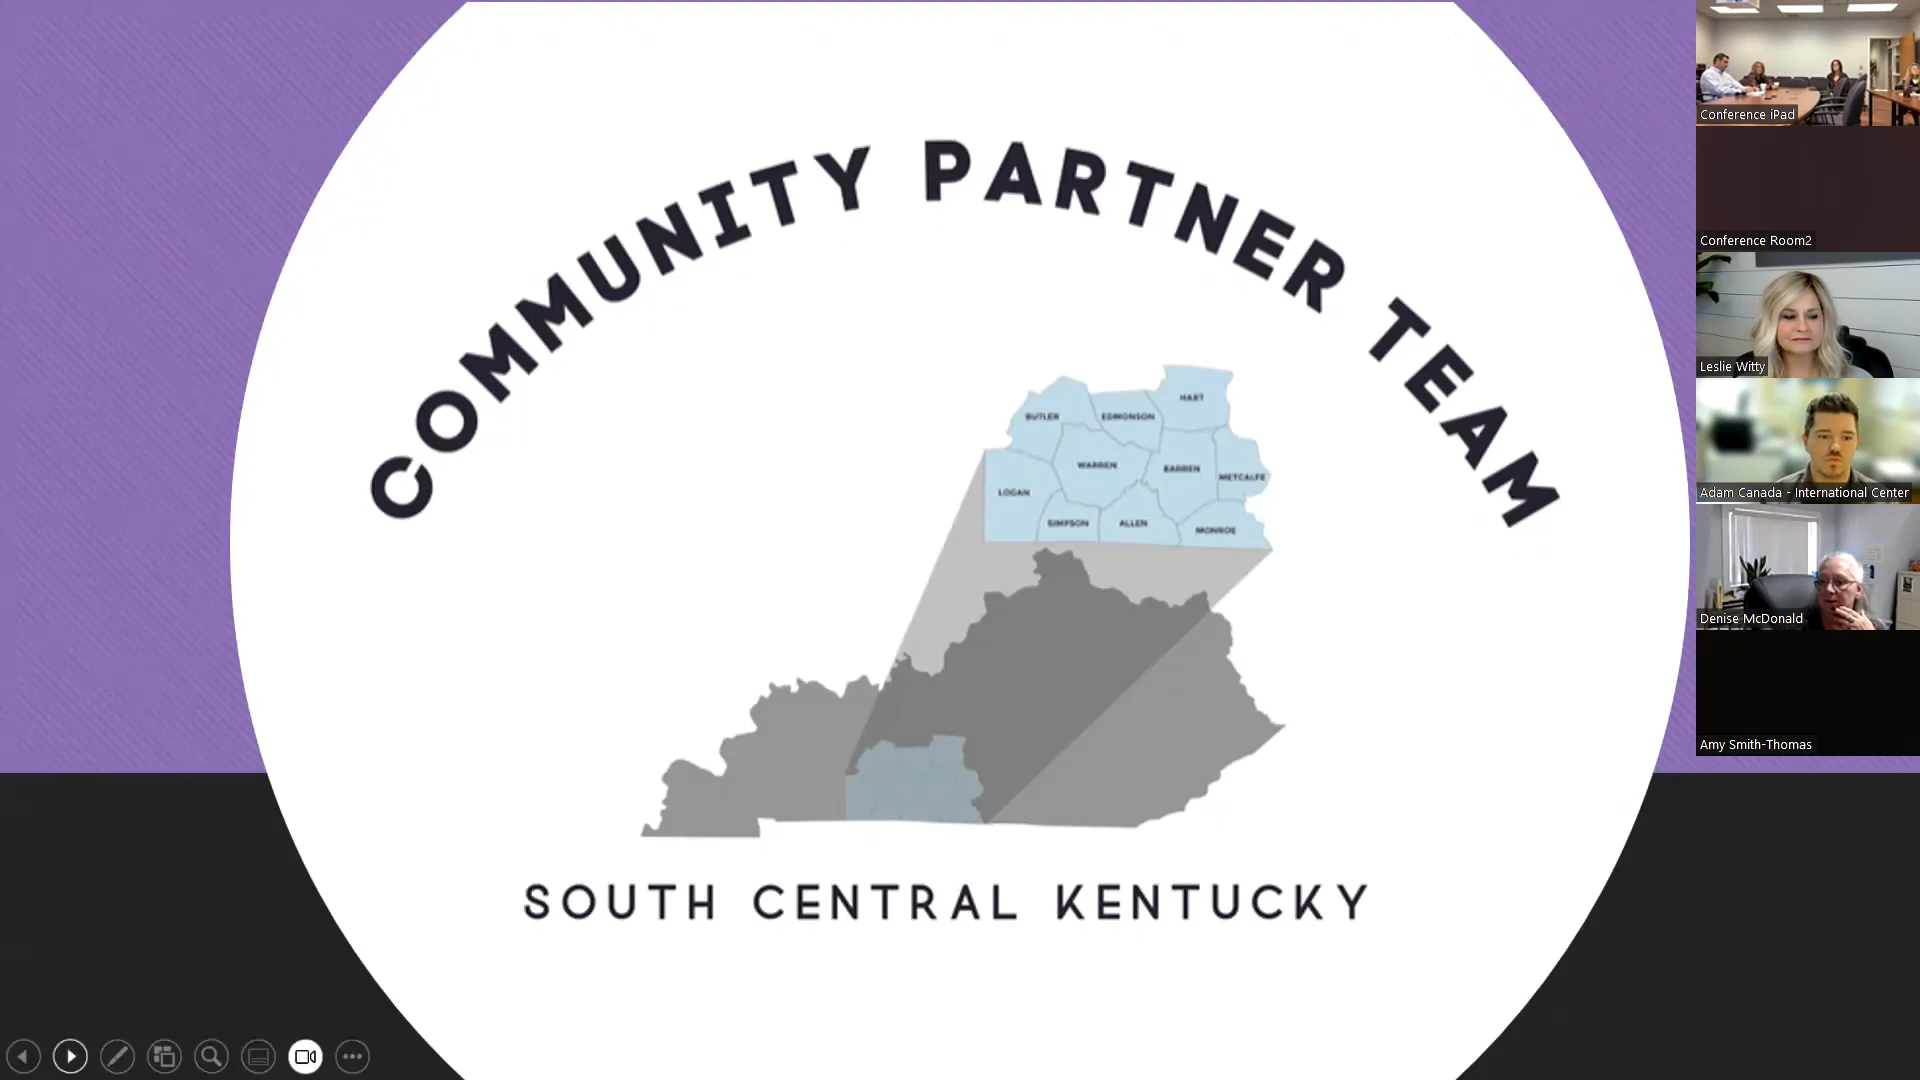 COMMUNITY PARTNER TEAM
HART
BUTLER
EDMONSON
WARREN
BARREN
METCALFE
LOGAN
SIMPSON
ALLEN
MONROE
SOUTH CENTRAL KENTUCKY
Conference iPad
Conference Room2
Leslie Witty
Adam Canada - International Center
Denise McDonald
Amy Smith-Thomas